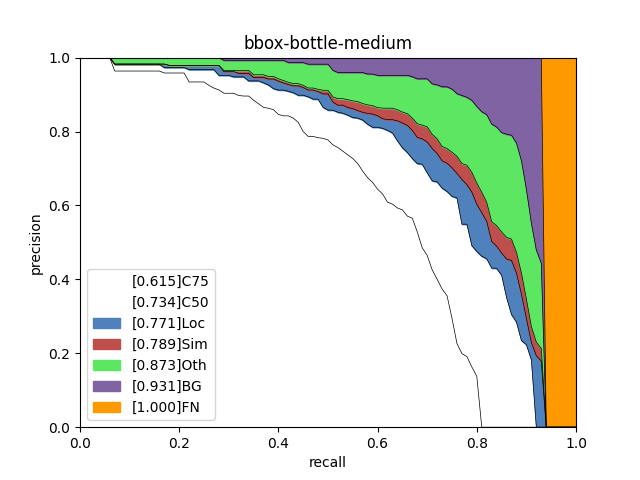 bbox-bottle-medium
precision
1.0
0.8
0.6
0.4
0.2
0.0
[0.615]C75
[0.734]C50
[0.771]Loc
[0.789]Sim
[0.873]Oth
[0.931]BG
[1.000]FN
0.0 0.2 0.4 0.6 0.8 1.0
recall